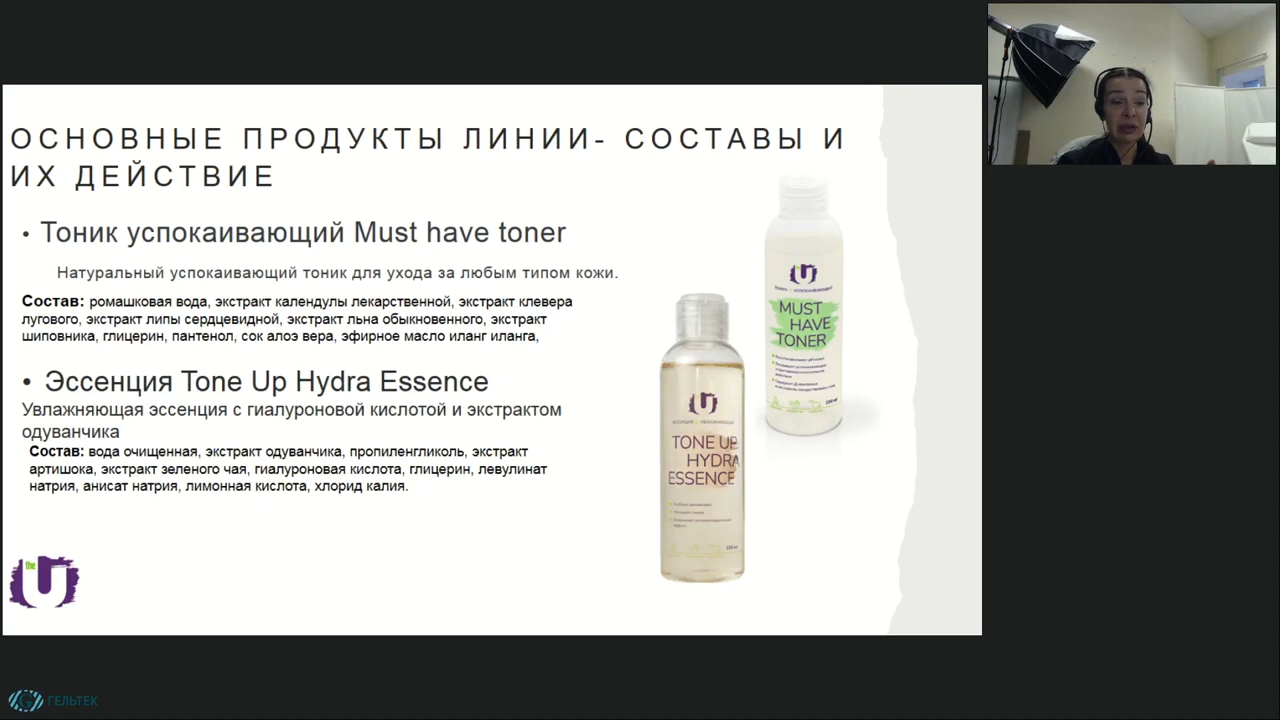 ОСНОВНЫЕ ПРОДУКТЫ ЛИНИИ- СОСТАВЫ И
ИХ ДЕЙСТВИЕ
• Тоник успокаивающий Must have toner
Натуральный успокаивающий тоник для ухода за любым типом кожи.
Состав: ромашковая вода, экстракт календулы лекарственной, экстракт клевера
лугового, экстракт липы сердцевидной, экстракт льна обыкновенного, экстракт
шиповника, глицерин, пантенол, сок алоэ вера, эфирное масло иланг иланга,
• Эссенция Tone Up Hydra Essence
Увлажняющая эссенция с гиалуроновой кислотой и экстрактом
одуванчика
Состав: вода очищенная, экстракт одуванчика, пропиленгликоль, экстракт
артишока, экстракт зеленого чая, гиалуроновая кислота, глицерин, левулинат
натрия, анисат натрия, лимонная кислота, хлорид калия.
the U
U
MUST
HAVE
TONER
U
TONE UP
HYDRA
ESSENCE
ГЕЛЬТЕК